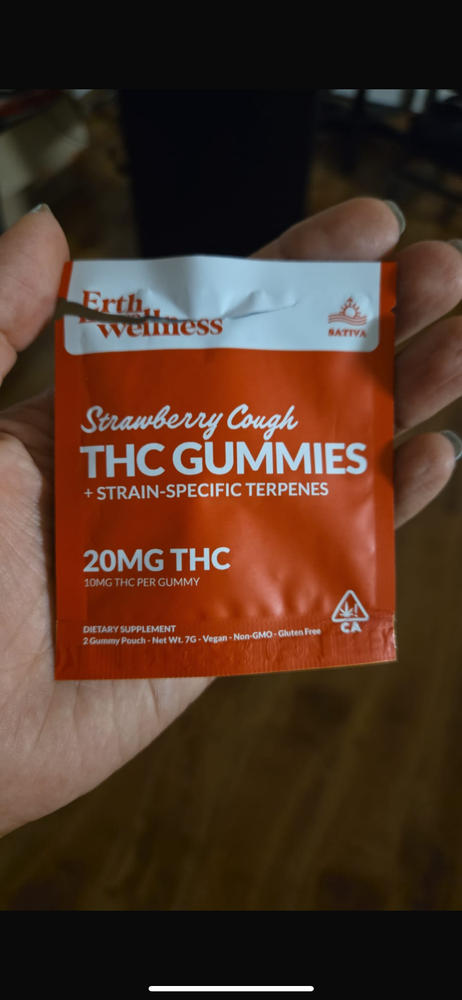 Erth
Wellness
SATIVA
Strawberry Cough
THC GUMMIES
+ STRAIN-SPECIFIC TERPENES
20MG THC
10MG THC PER GUMMY
DIETARY SUPPLEMENT
2 Gummy Pouch - Net Wt. 7G - Vegan - Non-GMO - Gluten Free
CA